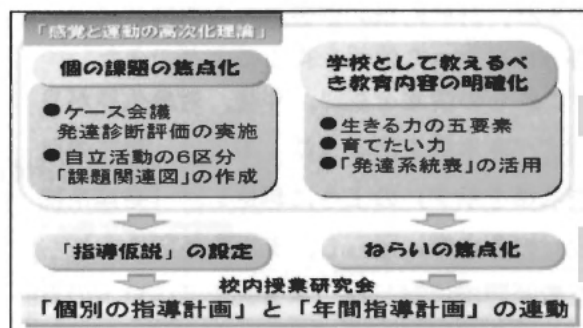 「感覚と運動の高次化理論」
個の課題の焦点化
●ケース会議
発達診断評価の実施
●自立活動の6区分
「課題関連図」の作成
学校として教えるべ
き教育内容の明確化
●生きる力の五要素
●育てたい力
●「発達系統表」の活用
「指導仮説」の設定
ねらいの焦点化
校内授業研究会
「個別の指導計画」と「年間指導計画」の連動